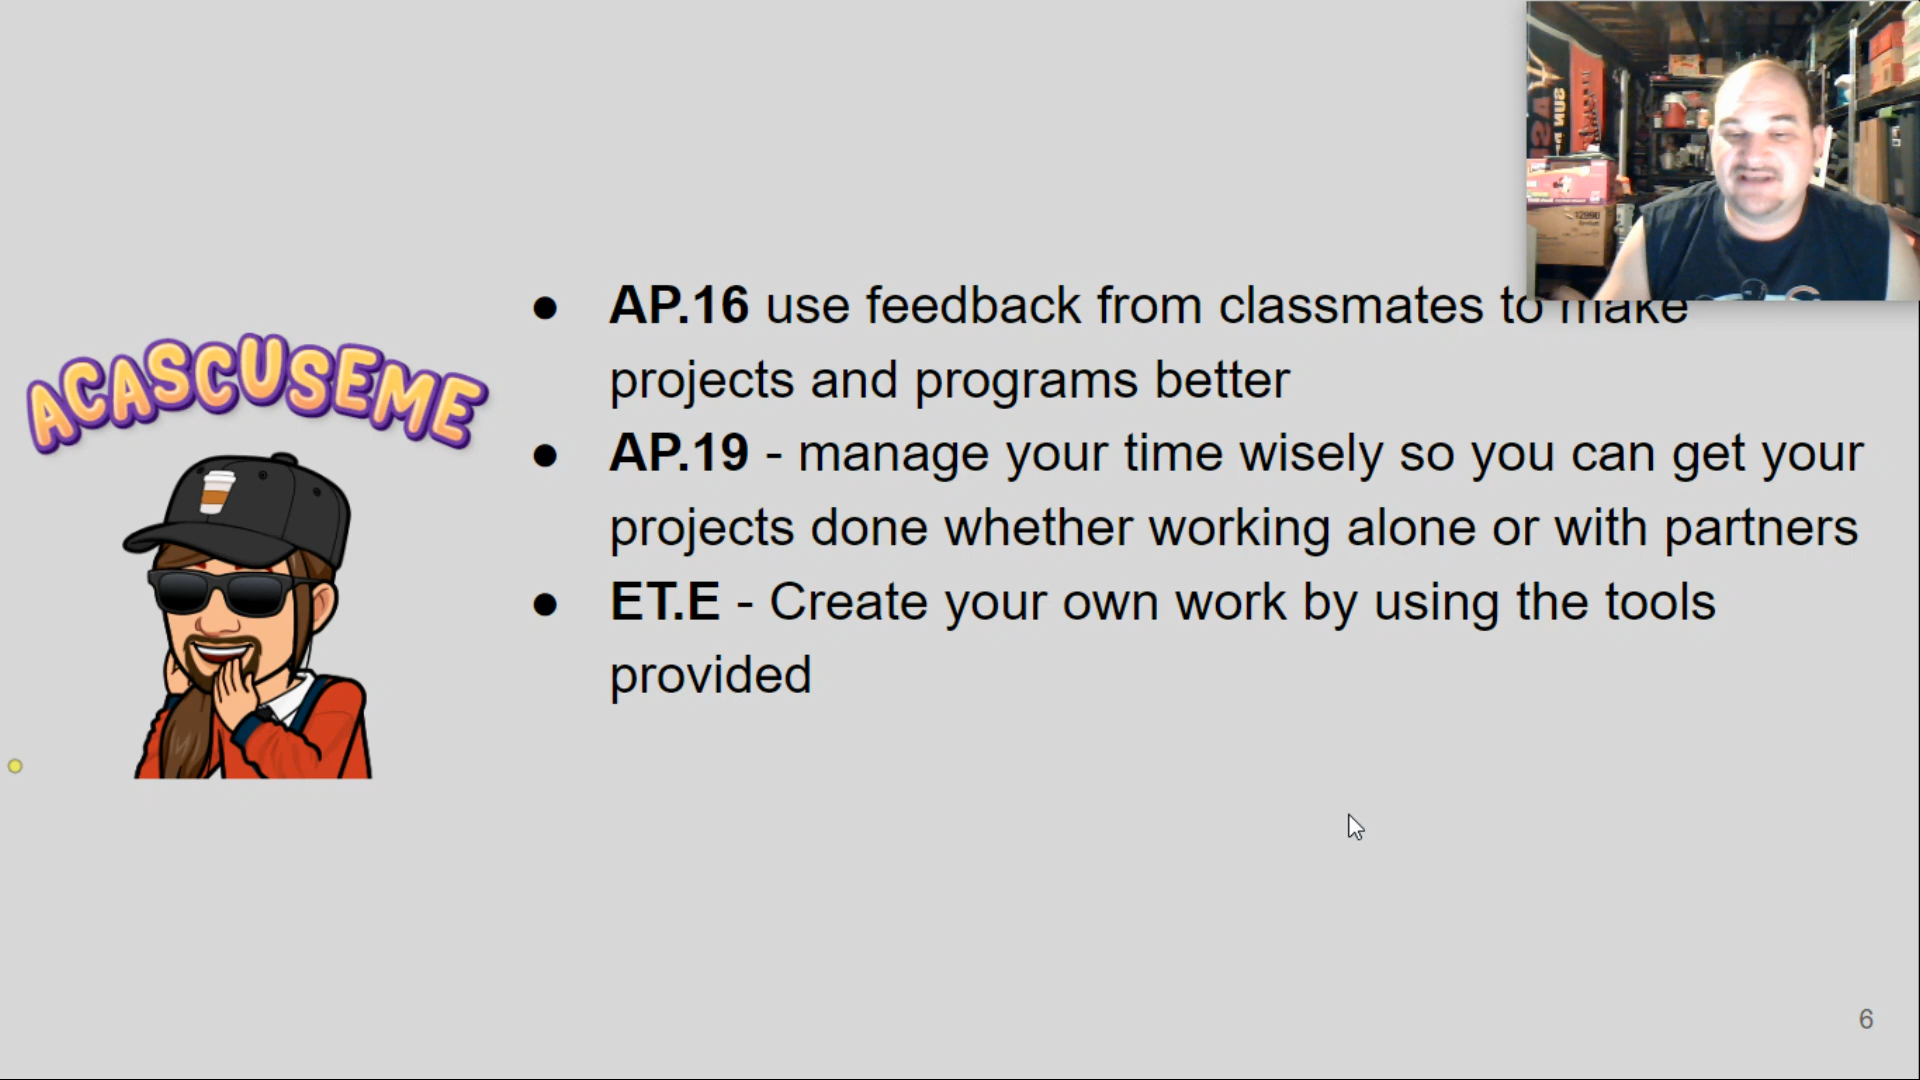 ACASCUSEME
● AP.16 use feedback from classmates to make
projects and programs better
● AP.19 - manage your time wisely so you can get your
projects done whether working alone or with partners
● ET.E - Create your own work by using the tools
provided
6